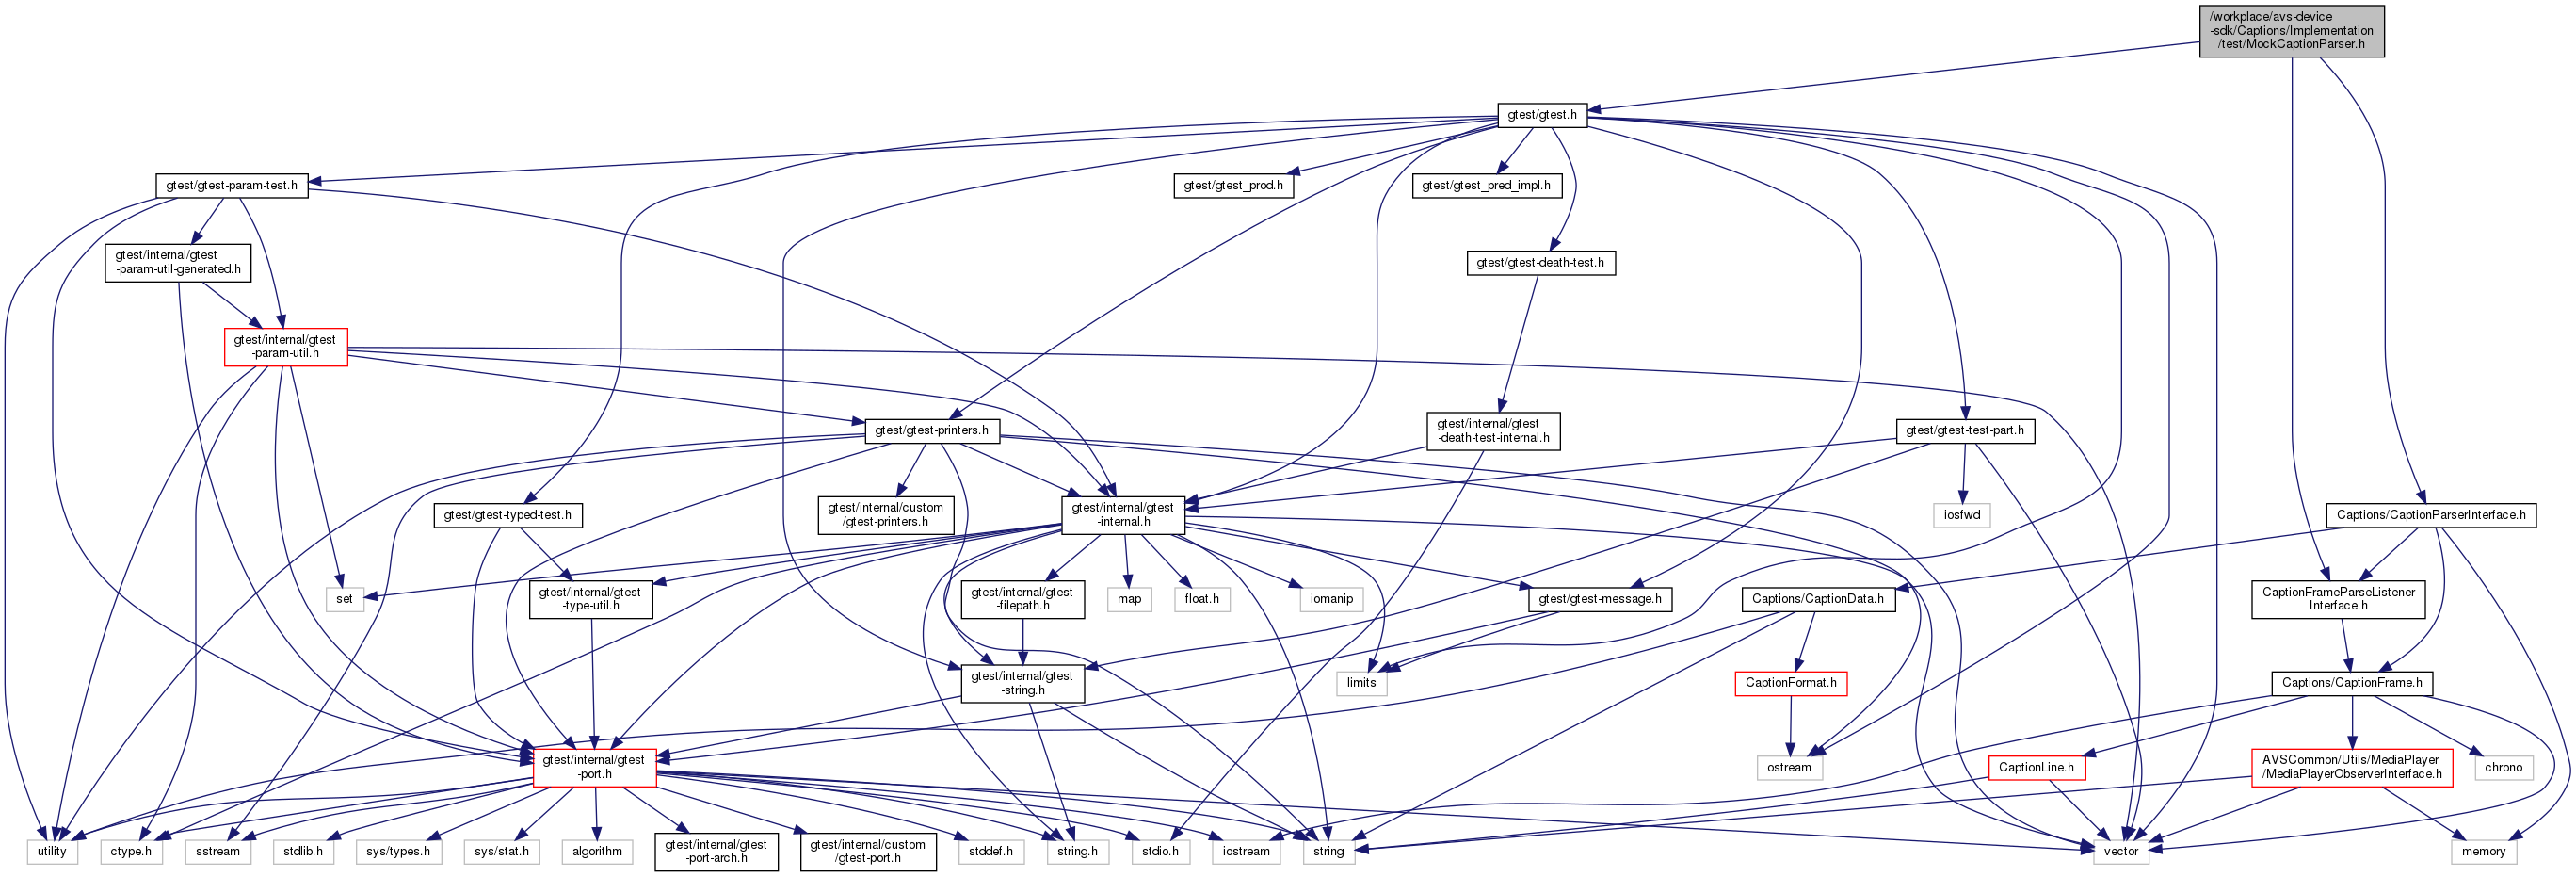 /workplace/avs-device
-sdk/Captions/Implementation
/test/MockCaptionParser.h
gtest/gtest.h
gtest/gtest-param-test.h
gtest/gtest_prod.h
gtest/gtest_pred_impl.h
gtest/internal/gtest
-param-util-generated.h
gtest/gtest-death-test.h
gtest/internal/gtest
-param-util.h
gtest/gtest-printers.h
gtest/internal/gtest
-death-test-internal.h
gtest/gtest-test-part.h
gtest/gtest-typed-test.h
gtest/internal/custom
/gtest-printers.h
gtest/internal/gtest
-internal.h
iosfwd
Captions/CaptionParserInterface.h
set
gtest/internal/gtest
-type-util.h
gtest/internal/gtest
-filepath.h
map
float.h
iomanip
gtest/gtest-message.h
Captions/CaptionData.h
CaptionFrameParseListener
Interface.h
gtest/internal/gtest
-string.h
limits
CaptionFormat.h
Captions/CaptionFrame.h
gtest/internal/gtest
-port.h
ostream
CaptionLine.h
AVSCommon/Utils/MediaPlayer
/MediaPlayerObserverInterface.h
chrono
utility
ctype.h
sstream
stdlib.h
sys/types.h
sys/stat.h
algorithm
gtest/internal/gtest
-port-arch.h
gtest/internal/custom
/gtest-port.h
stddef.h
string.h
stdio.h
iostream
string
vector
memory